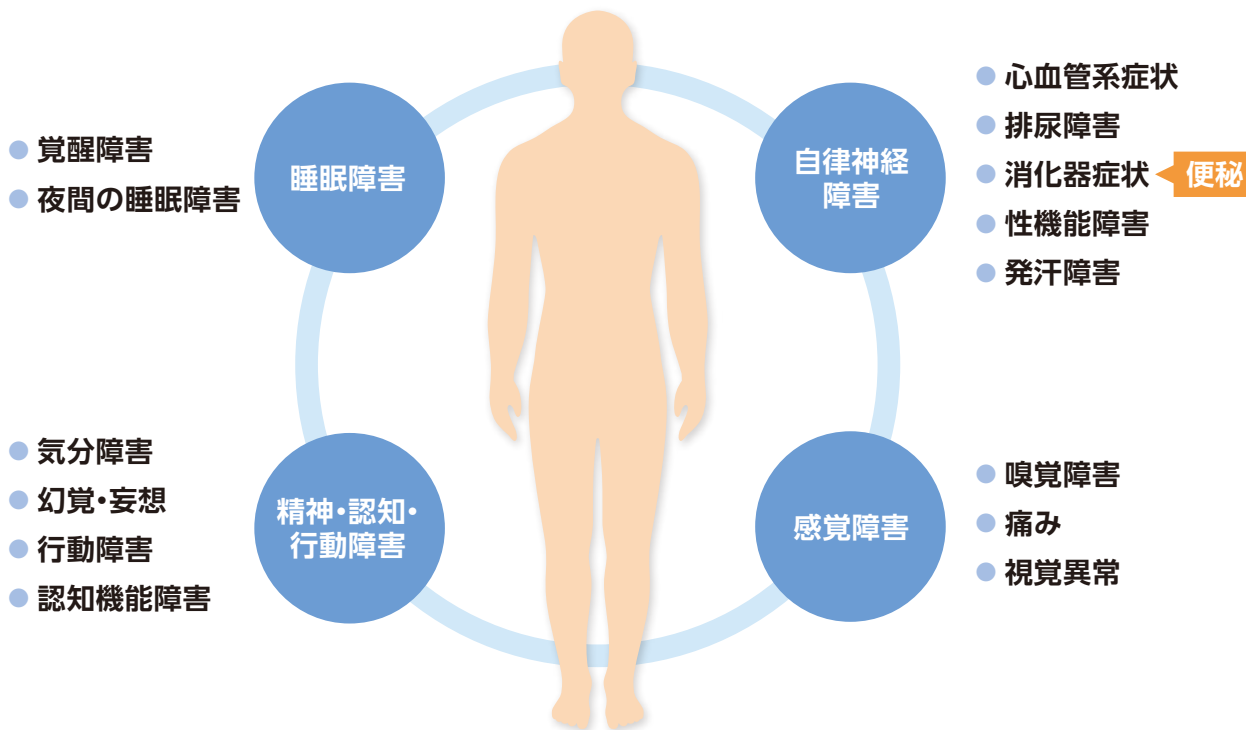 睡眠障害
覚醒障害
夜間の睡眠障害
自律神経
障害
心血管系症状
排尿障害
消化器症状
便秘
性機能障害
発汗障害
精神・認知・
行動障害
気分障害
幻覚・妄想
行動障害
認知機能障害
感覚障害
嗅覚障害
痛み
視覚異常